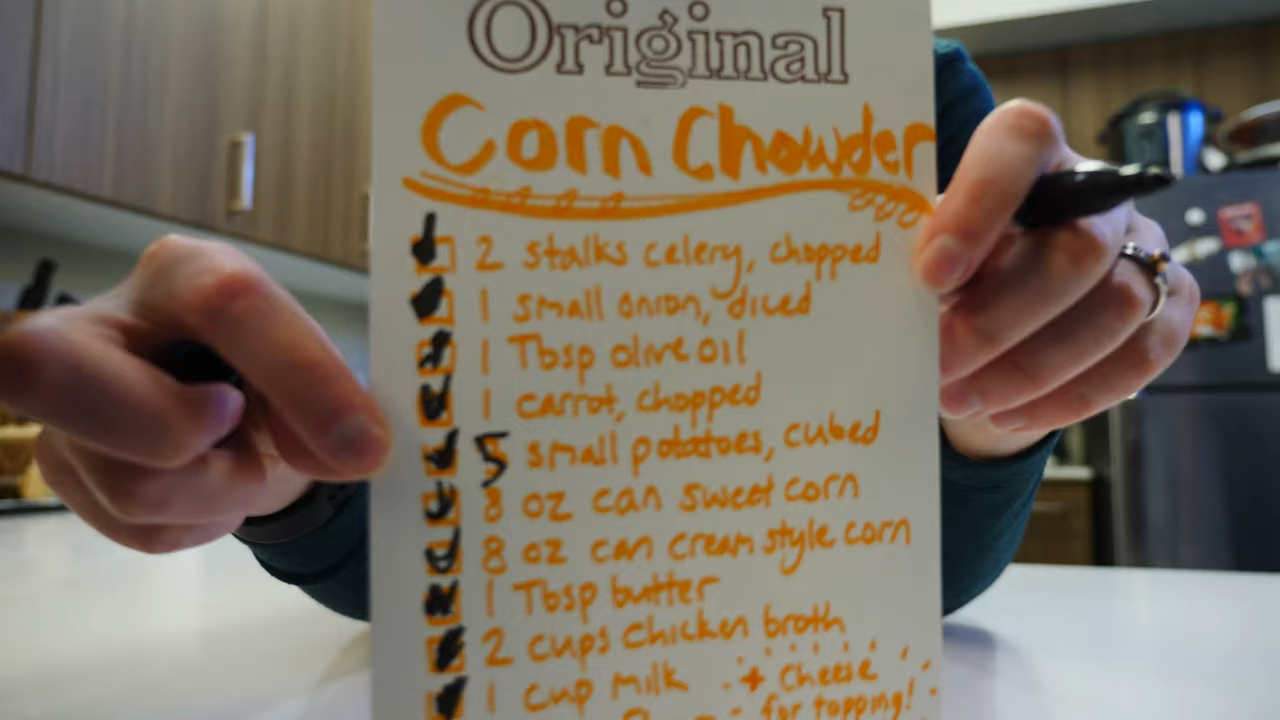 Original
Corn Chowder
2 stalks celery, chopped
1 small onion, diced
1 Tbsp olive oil
1 carrot, chopped
5 small potatoes, cubed
8 oz can sweet corn
8 oz can cream style corn
1 Tbsp butter
2 cups chicken broth
1 cup milk + cheese
for topping!